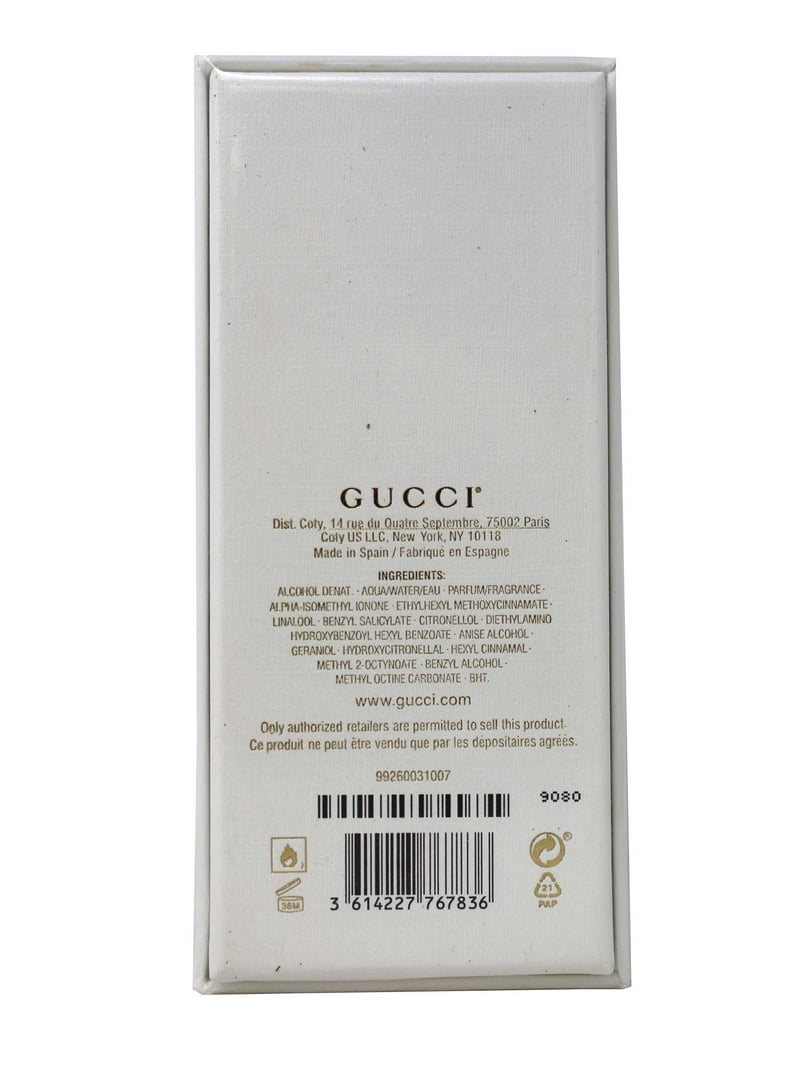 GUCCI®
Dist. Coty, 14 rue du Quatre Septembre, 75002 Paris
Coty US LLC, New York, NY 10118
Made in Spain / Fabriqué en Espagne
INGREDIENTS:
ALCOHOL DENAT. · AQUA/WATER/EAU · PARFUM/FRAGRANCE ·
ALPHA-ISOMETHYL IONONE · ETHYLHEXYL METHOXYCINNAMATE ·
LINALOOL · BENZYL SALICYLATE · CITRONELLOL · DIETHYLAMINO
HYDROXYBENZOYL HEXYL BENZOATE · ANISE ALCOHOL ·
GERANIOL · HYDROXYCITRONELLAL · HEXYL CINNAMAL ·
METHYL 2-OCTYNOATE · BENZYL ALCOHOL ·
METHYL OCTINE CARBONATE · BHT.
www.gucci.com
Only authorized retailers are permitted to sell this product.
Ce produit ne peut être vendu que par les dépositaires agréés.
99260031007
9080
®
36M
3 614227 767836
21
PAP